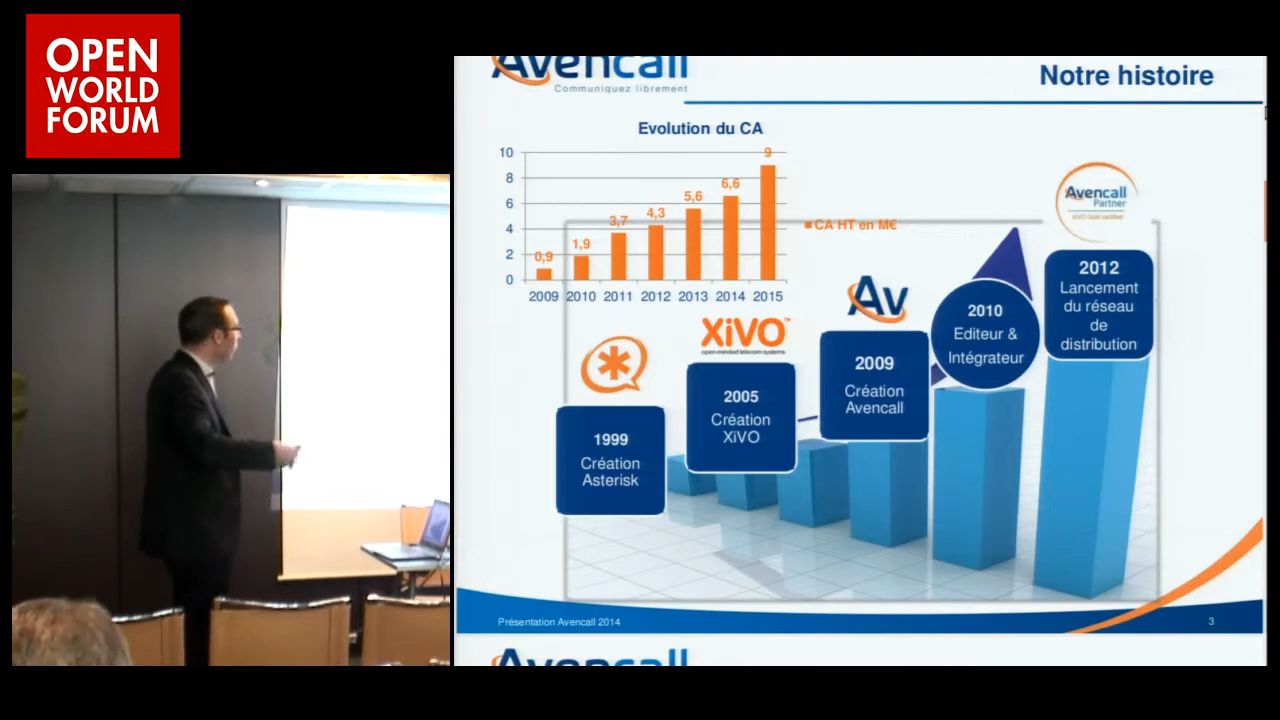 OPEN
WORLD
FORUM
Avencall
Communiquez librement
Notre histoire
Evolution du CA
10
8
6
4
2
0
0,9
1,9
3,7
4,3
5,6
6,6
9
2009 2010 2011 2012 2013 2014 2015
CA HT en M€
Avencall
Partner
XiVO Gold certified
2012
Lancement
du réseau
de
distribution
Av
2010
Editeur &
Intégrateur
XiVO™
open-minded telecom systems
2009
Création
Avencall
2005
Création
XiVO
1999
Création
Asterisk
Présentation Avencall 2014
3
Avencall